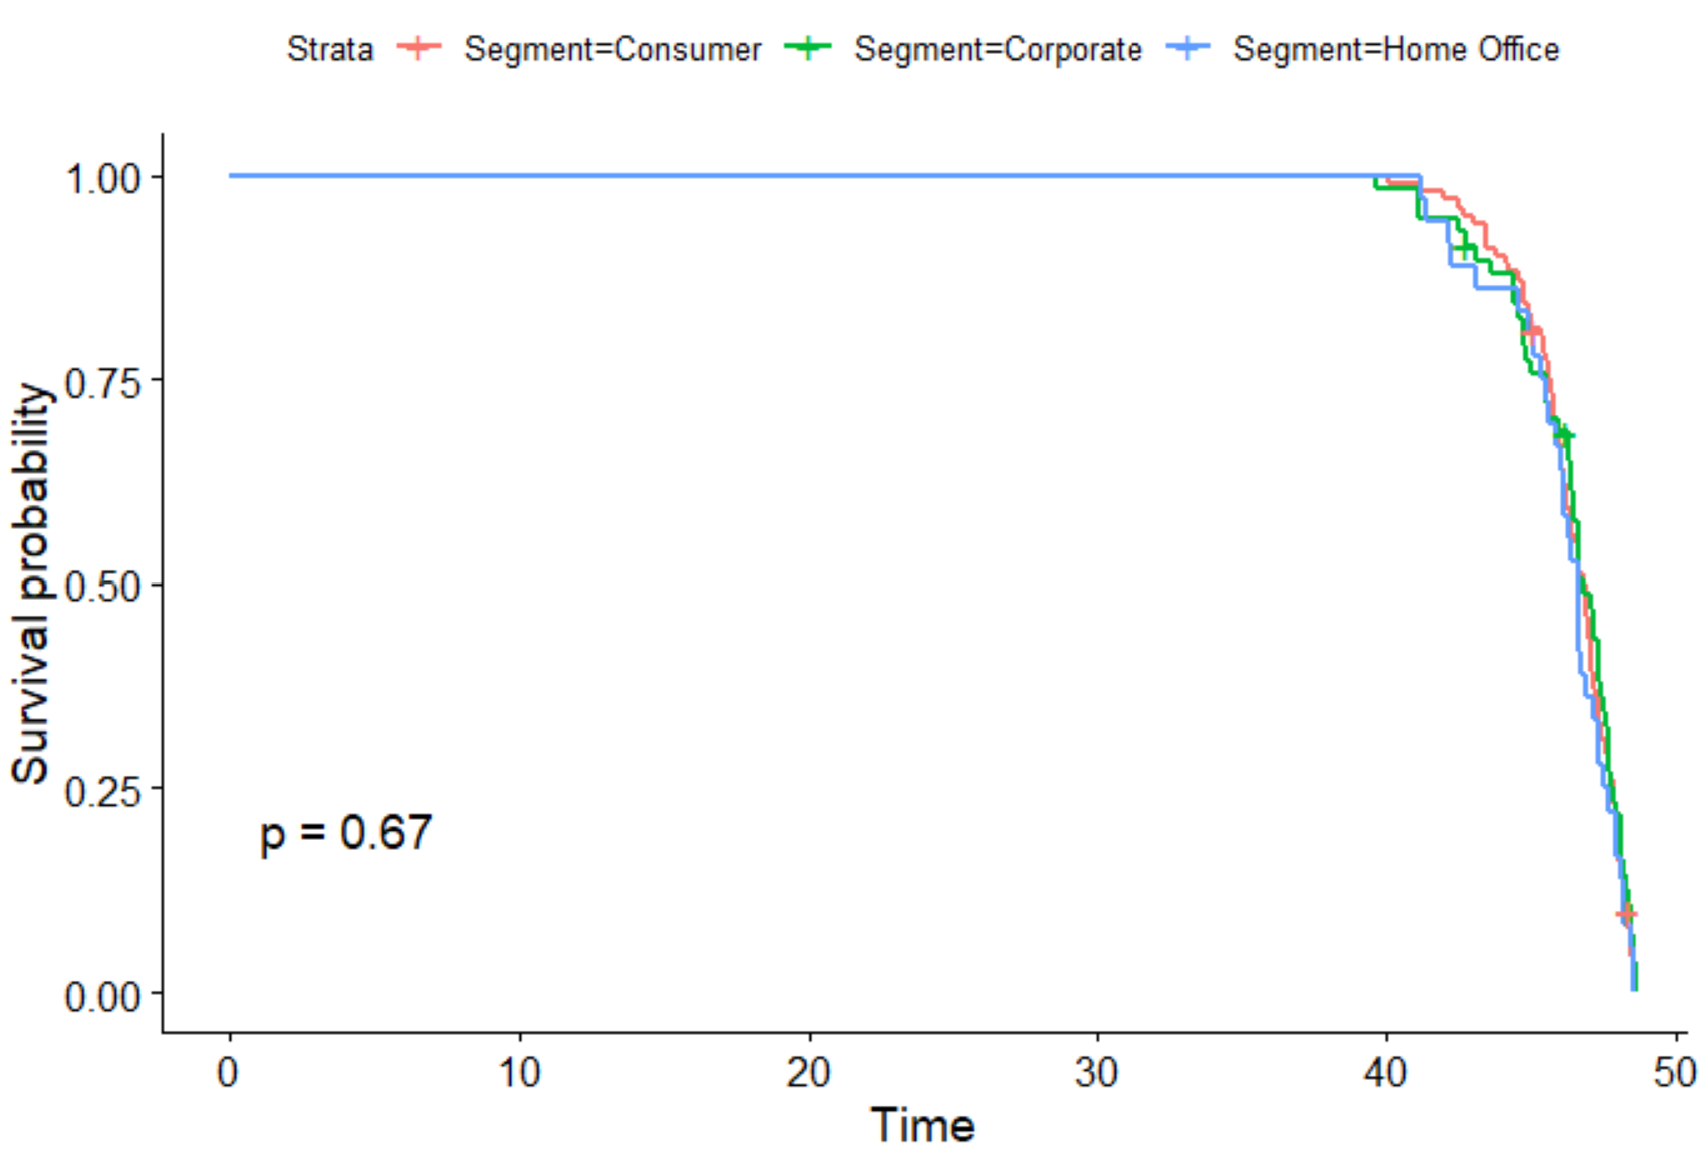 Strata Segment=Consumer Segment=Corporate Segment=Home Office
Survival probability
1.00
0.75
0.50
0.25
0.00
p = 0.67
0 10 20 30 40 50
Time